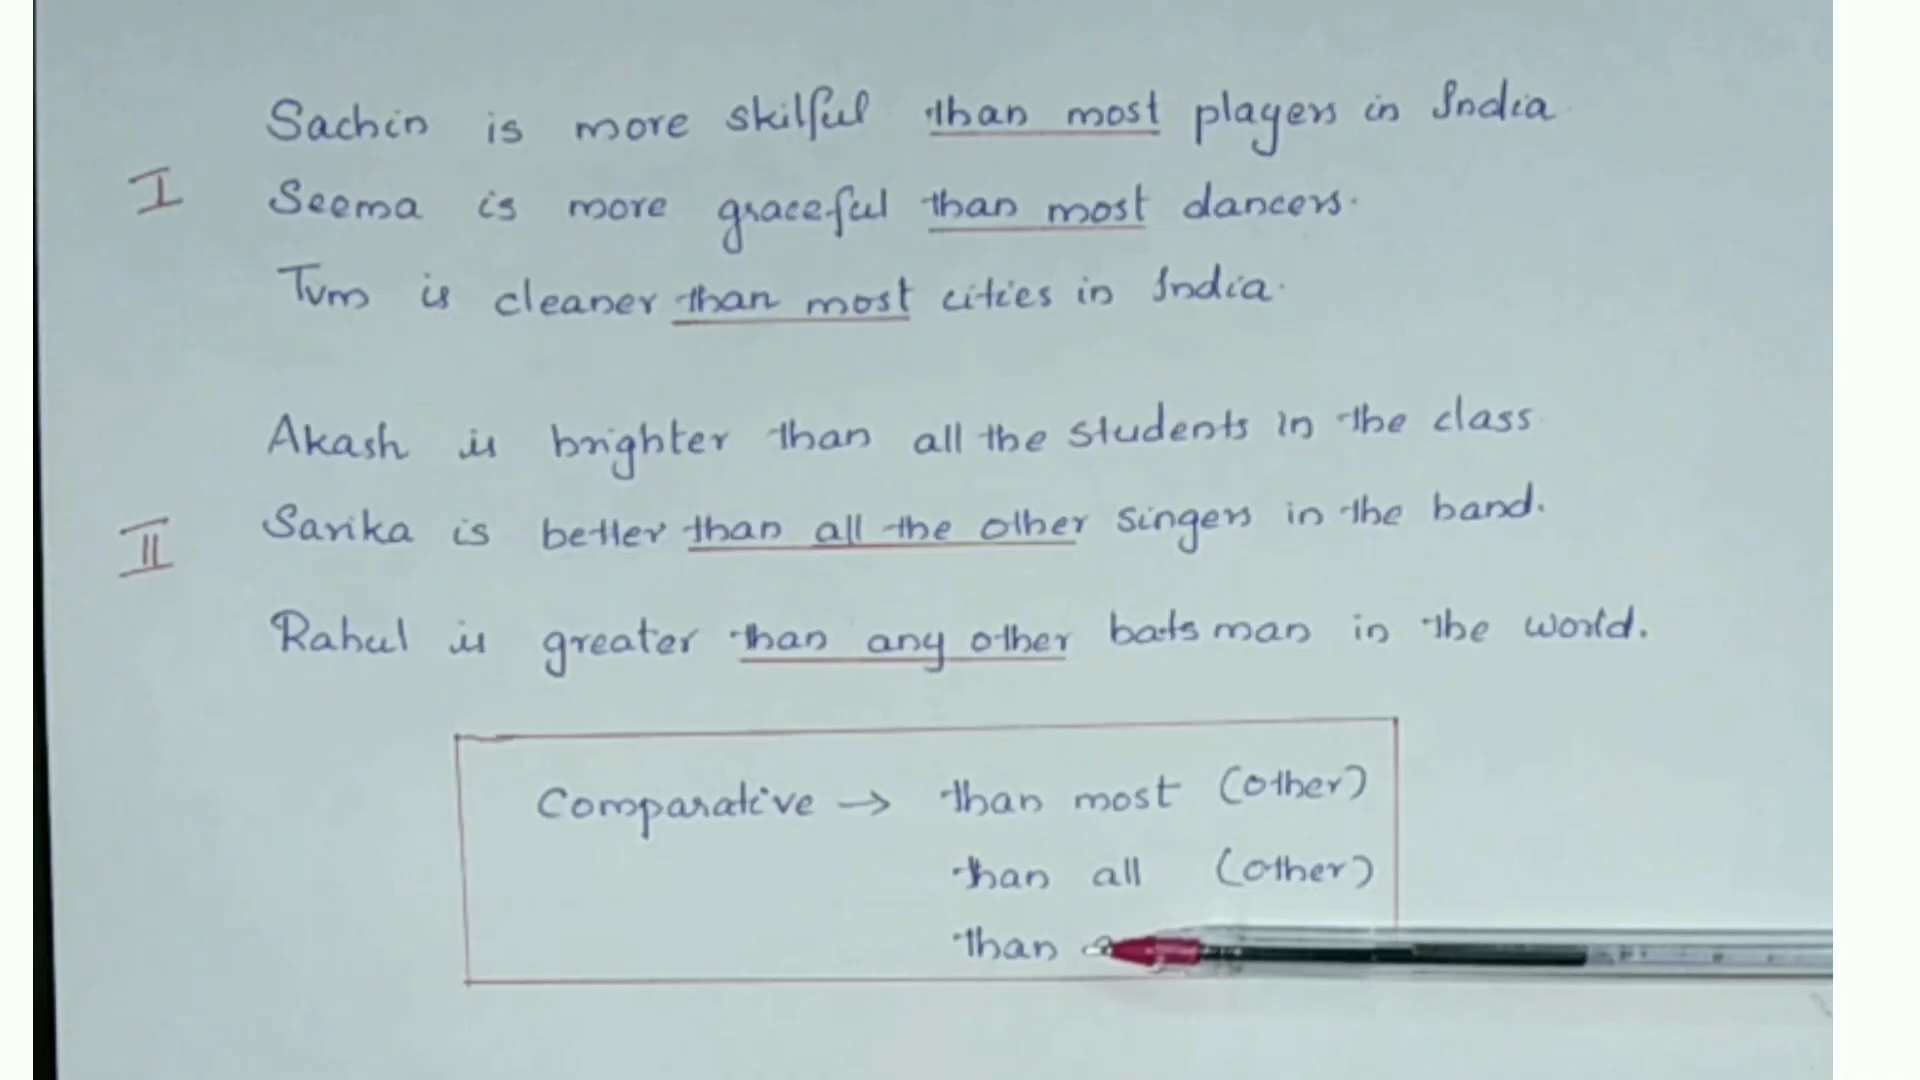 Sachin is more skilful than most players in India
I
Seema is more graceful than most dancers.
Tvm is cleaner than most cities in India.
Akash is brighter than all the students in the class
II
Sarika is better than all the other singers in the band.
Rahul is greater than any other batsman in the world.
Comparative → than most (other)
than all (other)
than